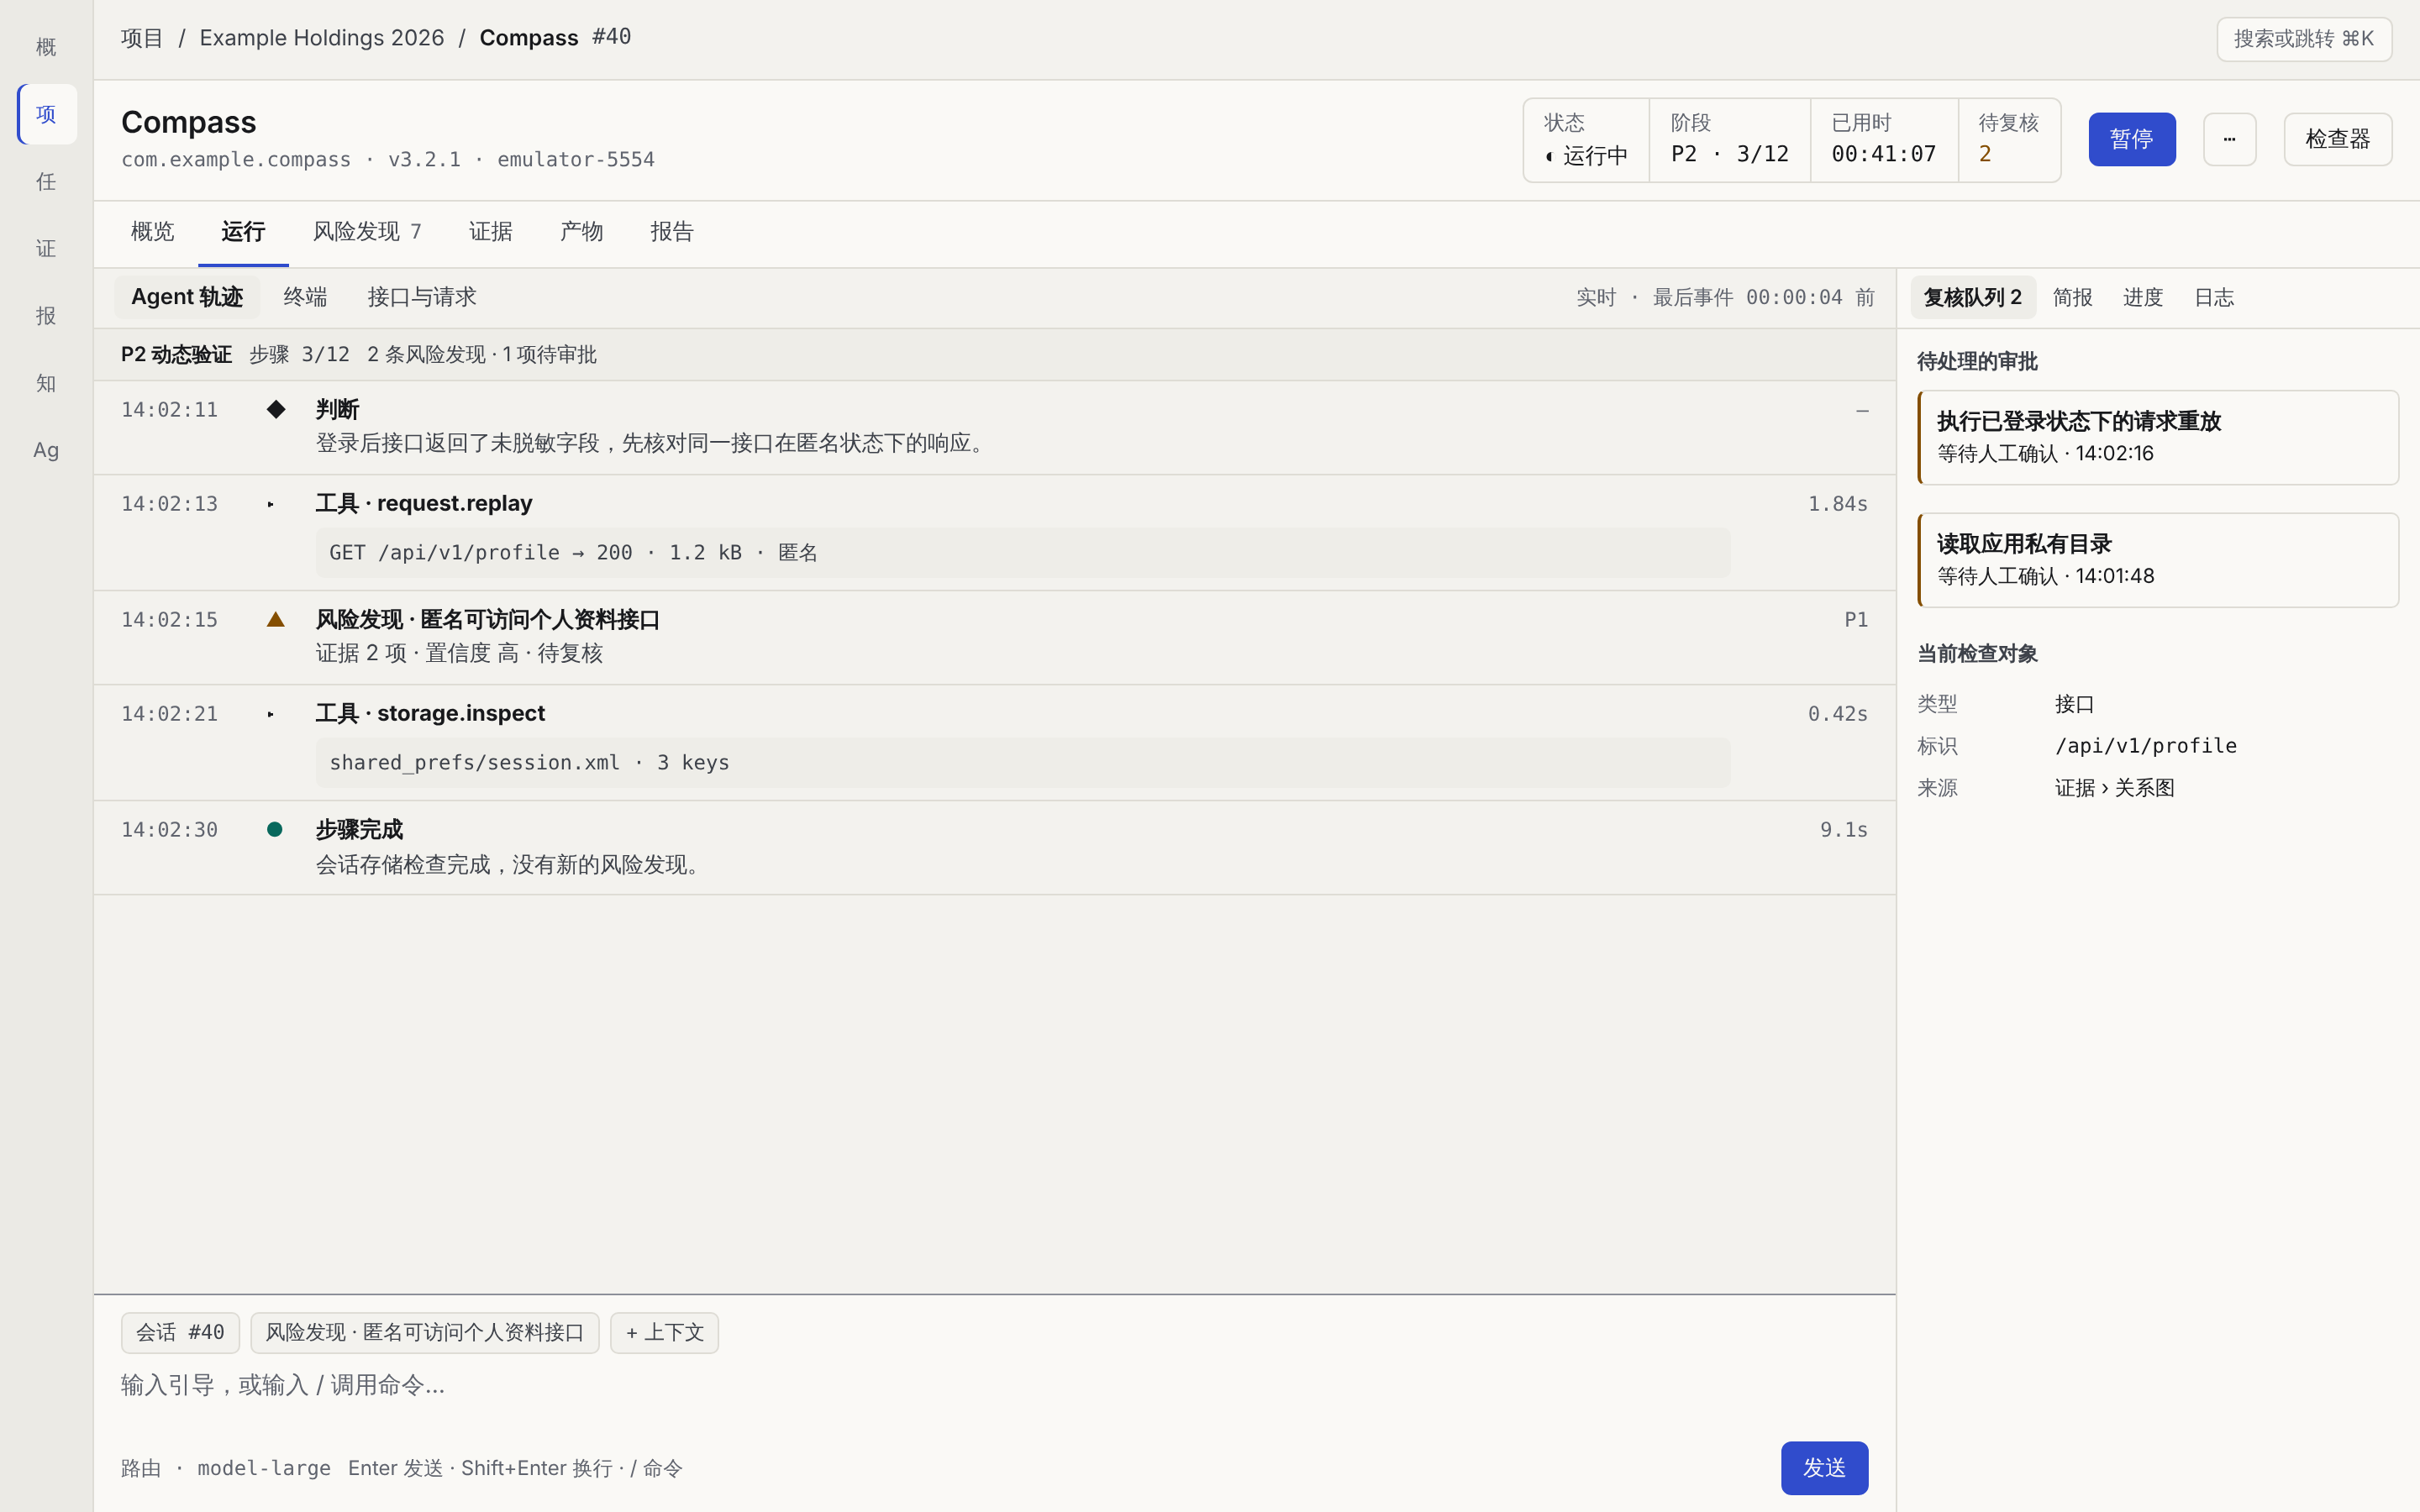 概
项
任
证
报
知
Ag
项目 / Example Holdings 2026 / Compass #40
搜索或跳转 ⌘K
Compass
com.example.compass · v3.2.1 · emulator-5554
状态
运行中
阶段
P2 · 3/12
已用时
00:41:07
待复核
2
暂停
⋯
检查器
概览 运行 风险发现 7 证据 产物 报告
Agent 轨迹 终端 接口与请求
实时 · 最后事件 00:00:04 前
P2 动态验证 步骤 3/12 2 条风险发现 · 1 项待审批
14:02:11 ◆ 判断 —
登录后接口返回了未脱敏字段，先核对同一接口在匿名状态下的响应。
14:02:13 ▸ 工具 · request.replay 1.84s
GET /api/v1/profile → 200 · 1.2 kB · 匿名
14:02:15 ▲ 风险发现 · 匿名可访问个人资料接口 P1
证据 2 项 · 置信度 高 · 待复核
14:02:21 ▸ 工具 · storage.inspect 0.42s
shared_prefs/session.xml · 3 keys
14:02:30 ● 步骤完成 9.1s
会话存储检查完成，没有新的风险发现。
会话 #40
风险发现 · 匿名可访问个人资料接口
+ 上下文
输入引导，或输入 / 调用命令...
路由 · model-large Enter 发送 · Shift+Enter 换行 · / 命令
发送
复核队列 2 简报 进度 日志
待处理的审批
执行已登录状态下的请求重放
等待人工确认 · 14:02:16
读取应用私有目录
等待人工确认 · 14:01:48
当前检查对象
类型 接口
标识 /api/v1/profile
来源 证据 › 关系图